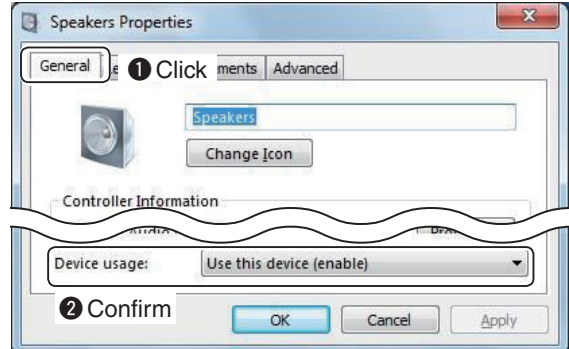 Speakers Properties
General ❶ Click ments Advanced
Speakers
Change Icon
Controller Information
Audio
Device usage: Use this device (enable)
❷ Confirm
OK Cancel Apply